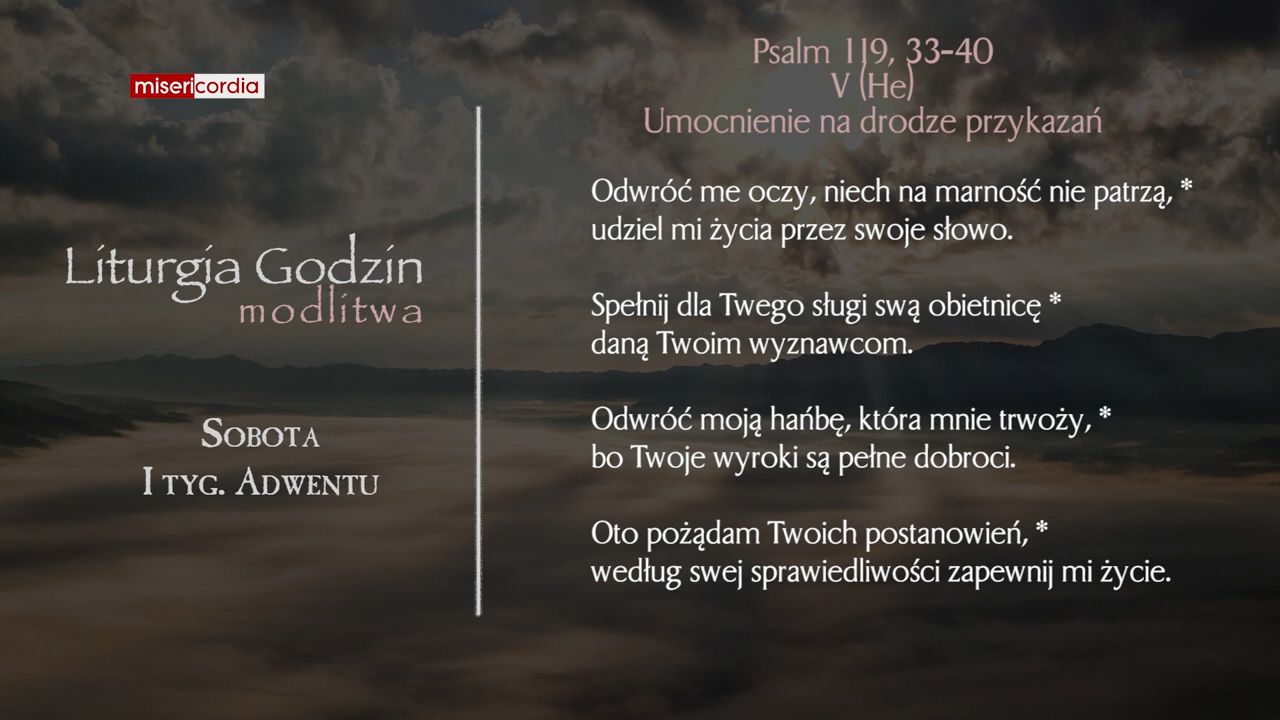 misericordia
Liturgia Godzin
modlitwa
Sobota
I tyg. Adwentu
Psalm 119, 33-40
V (He)
Umocnienie na drodze przykazań
Odwróć me oczy, niech na marność nie patrzą, *
udziel mi życia przez swoje słowo.
Spełnij dla Twego sługi swą obietnicę *
daną Twoim wyznawcom.
Odwróć moją hańbę, która mnie trwoży, *
bo Twoje wyroki są pełne dobroci.
Oto pożądam Twoich postanowień, *
według swej sprawiedliwości zapewnij mi życie.